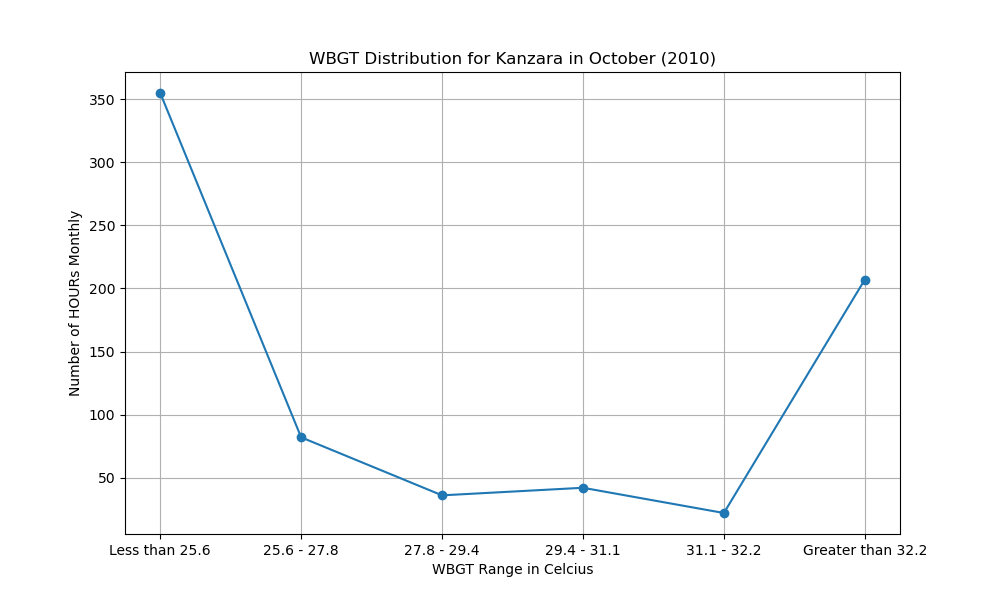 WBGT Distribution for Kanzara in October (2010)
Number of HOURs Monthly
350
300
250
200
150
100
50
Less than 25.6
25.6 - 27.8
27.8 - 29.4
29.4 - 31.1
31.1 - 32.2
Greater than 32.2
WBGT Range in Celcius